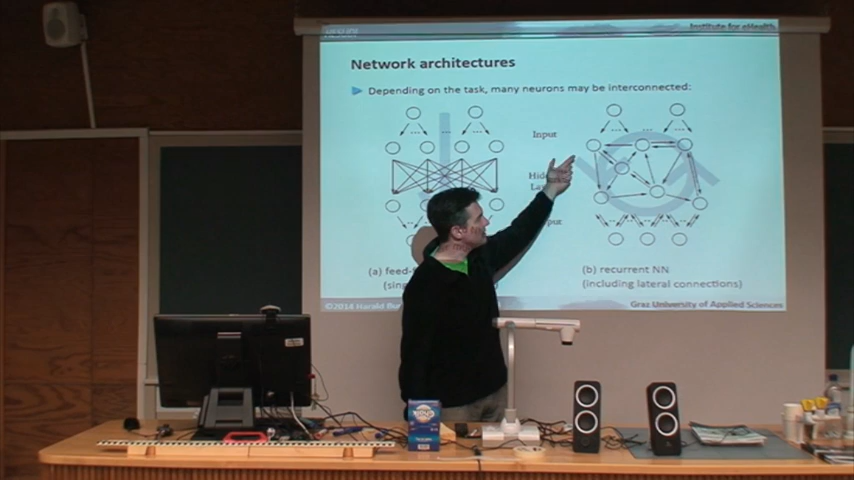 Institute for eHealth
Network architectures
Depending on the task, many neurons may be interconnected:
Input
(a) feed-
(b) recurrent NN
(including lateral connections)
©2014 Harald
Graz University of Applied Sciences